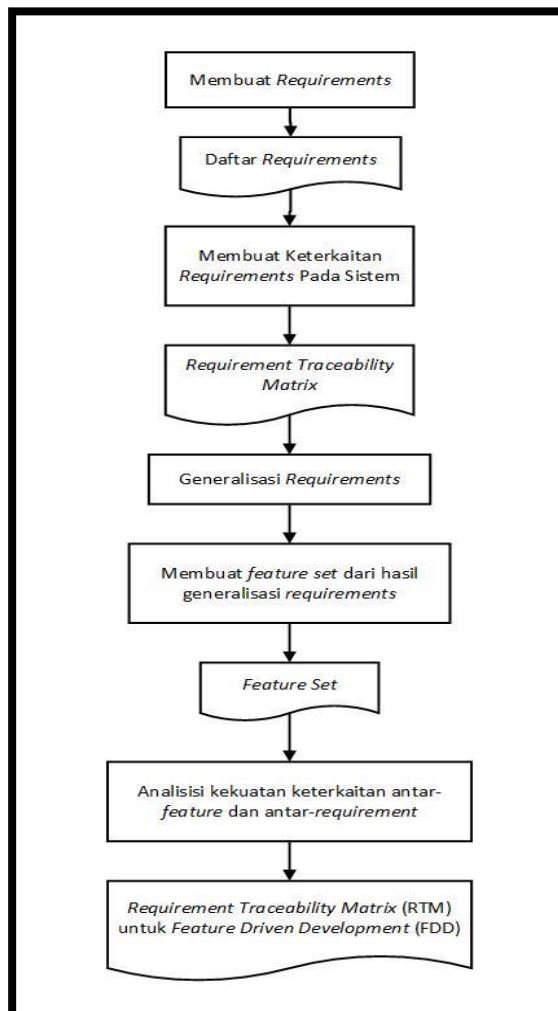 Membuat Requirements
Daftar Requirements
Membuat Keterkaitan
Requirements Pada Sistem
Requirement Traceability
Matrix
Generalisasi Requirements
Membuat feature set dari hasil
generalisasi requirements
Feature Set
Analisisi kekuatan keterkaitan antar-
feature dan antar-requirement
Requirement Traceability Matrix (RTM)
untuk Feature Driven Development (FDD)